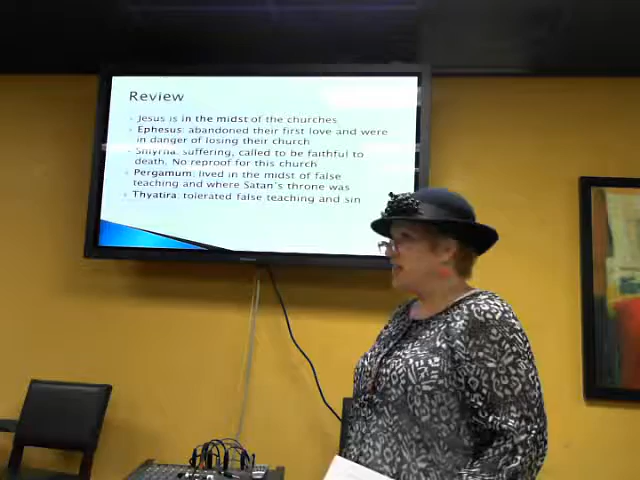 Review
Jesus is in the midst of the churches
Ephesus: abandoned their first love and were
in danger of losing their church
Smyrna: suffering, called to be faithful to
death. No reproof for this church
Pergamum: lived in the midst of false
teaching and where Satan's throne was
Thyatira: tolerated false teaching and sin